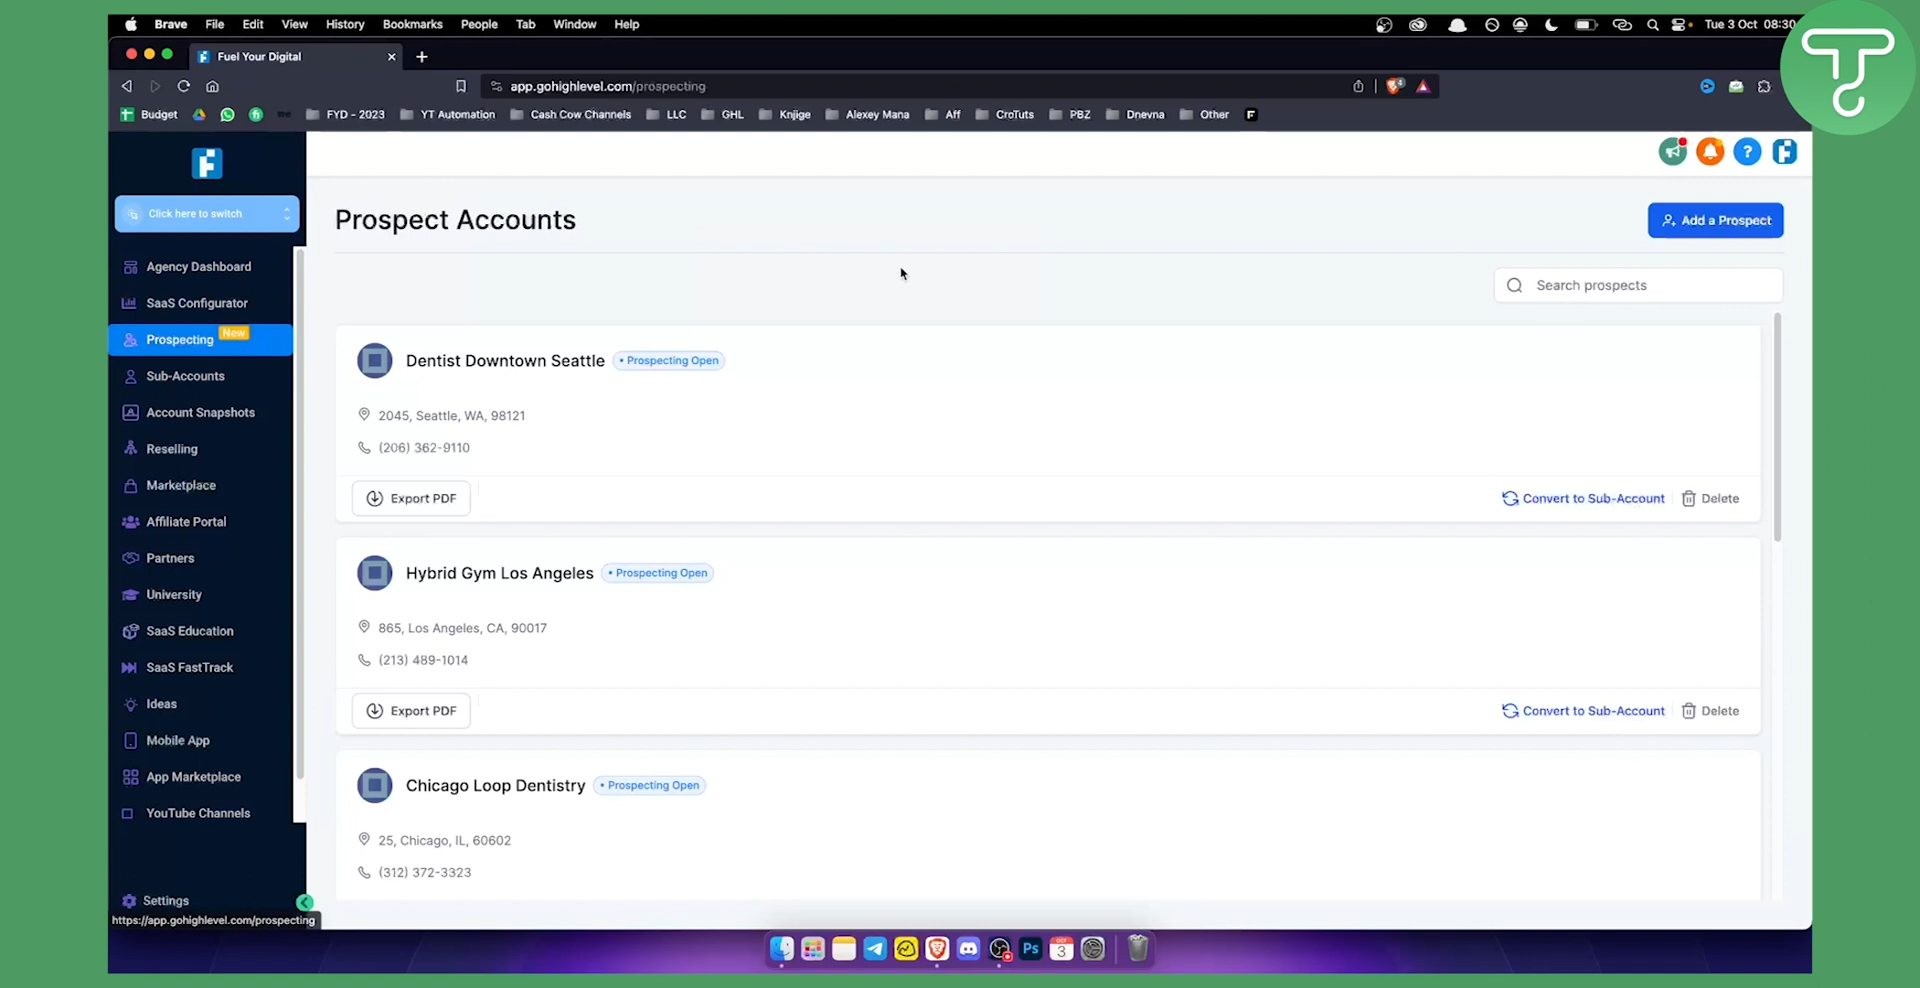 Brave File Edit View History Bookmarks People Tab Window Help Tue 3 Oct 08:30
Fuel Your Digital
app.gohighlevel.com/prospecting
Budget FYD - 2023 YT Automation Cash Cow Channels LLC GHL Knjige Alexey Mana Aff CroTuts PBZ Dnevna Other
Click here to switch
Agency Dashboard
SaaS Configurator
Prospecting New
Sub-Accounts
Account Snapshots
Reselling
Marketplace
Affiliate Portal
Partners
University
SaaS Education
SaaS FastTrack
Ideas
Mobile App
App Marketplace
YouTube Channels
Settings
https://app.gohighlevel.com/prospecting
Prospect Accounts
Add a Prospect
Search prospects
Dentist Downtown Seattle • Prospecting Open
2045, Seattle, WA, 98121
(206) 362-9110
Export PDF Convert to Sub-Account Delete
Hybrid Gym Los Angeles • Prospecting Open
865, Los Angeles, CA, 90017
(213) 489-1014
Export PDF Convert to Sub-Account Delete
Chicago Loop Dentistry • Prospecting Open
25, Chicago, IL, 60602
(312) 372-3323
Ps
3